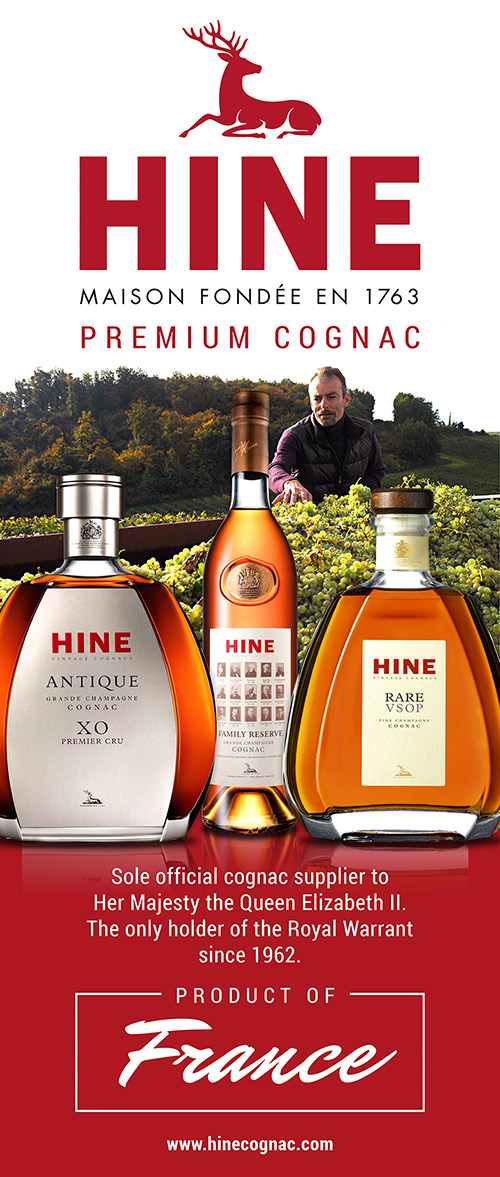 HINE
MAISON FONDÉE EN 1763
PREMIUM COGNAC
HINE
VINTAGE COGNACS
ANTIQUE
GRANDE CHAMPAGNE
COGNAC
XO
PREMIER CRU
HINE
FAMILY RESERVE
GRANDE CHAMPAGNE
COGNAC
HINE
VINTAGE COGNACS
RARE
VSOP
FINE CHAMPAGNE
COGNAC
Sole official cognac supplier to
Her Majesty the Queen Elizabeth II.
The only holder of the Royal Warrant
since 1962.
PRODUCT OF
France
www.hinecognac.com